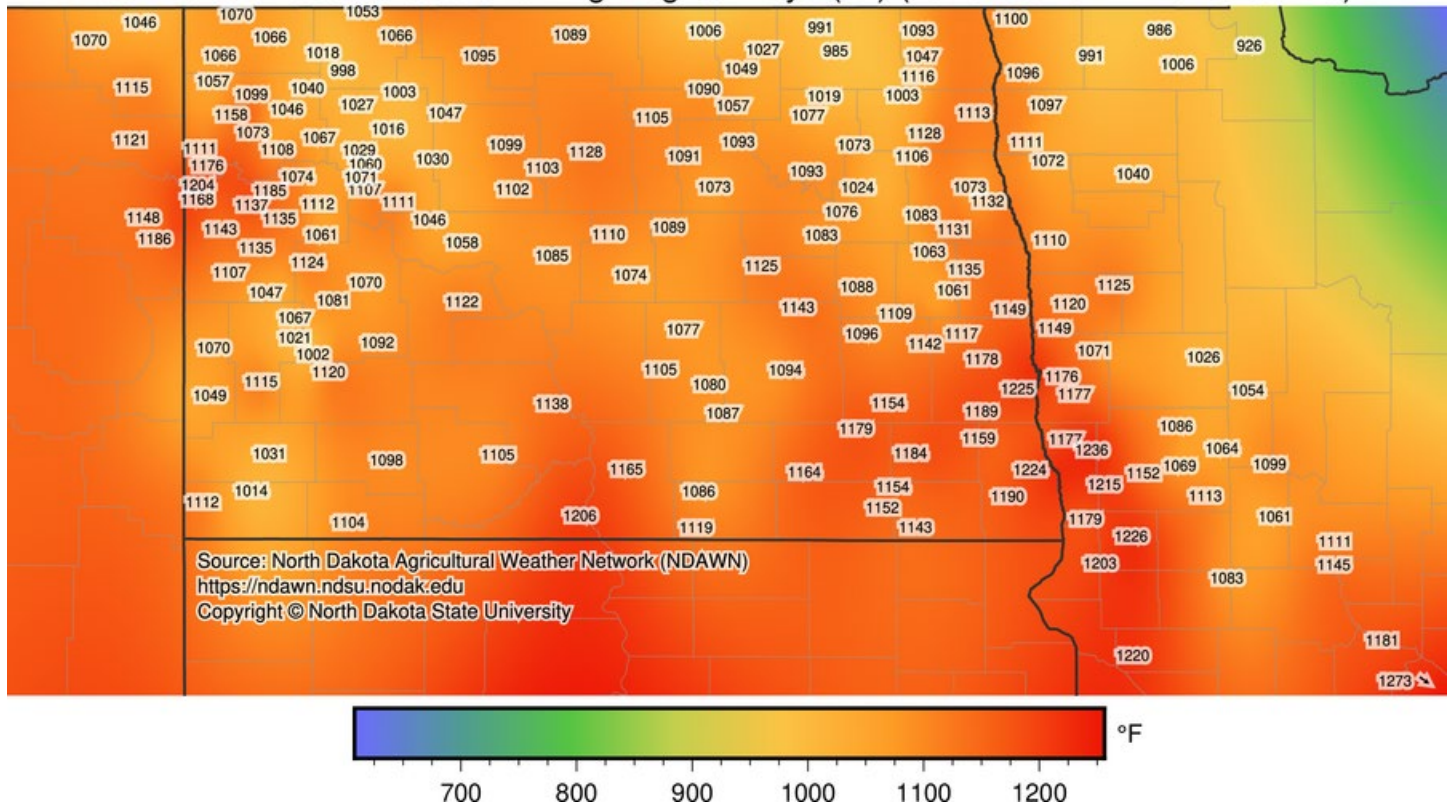 1046 1070 1053 1089 1006 991 1093 1100 986
1070 1066 1066 1027 985 1047 991 926
1066 1018 1095 1049 1116 1096 1006
998
1115 1057 1099 1040 1003 1090 1019 1003 1097
1158 1046 1027 1047 1105 1057 1077 1113
1121 1073 1067 1016 1099 1128 1093 1073 1128 1111
1111 1108 1029 1030 1103 1091 1106 1072
1176 1060 1093 1040
1204 1185 1074 1071 1102 1073 1024 1073
1168 1137 1112 1107 1111 1132
1148 1135 1046 1076 1083
1186 1143 1061 1058 1110 1089 1083 1131 1110
1135 1085 1063
1107 1124 1074 1125 1135
1047 1070 1088 1061 1125
1081 1122 1143 1109 1149 1120
1067 1077 1096 1117 1149
1070 1021 1092 1142 1071
1002 1178 1026
1120 1105 1094 1176
1049 1115 1080 1225 1177 1054
1138 1087 1154 1189
1179 1159 1177 1086
1031 1098 1105 1184 1236 1064
1165 1164 1224 1152 1069 1099
1014 1086 1154 1190 1215 1113
1112 1152
1104 1206 1119 1143 1179 1061
1226 1111
1203 1145
1083
Source: North Dakota Agricultural Weather Network (NDAWN)
https://ndawn.ndsu.nodak.edu
Copyright © North Dakota State University
1181
1220
1273
°F
700 800 900 1000 1100 1200